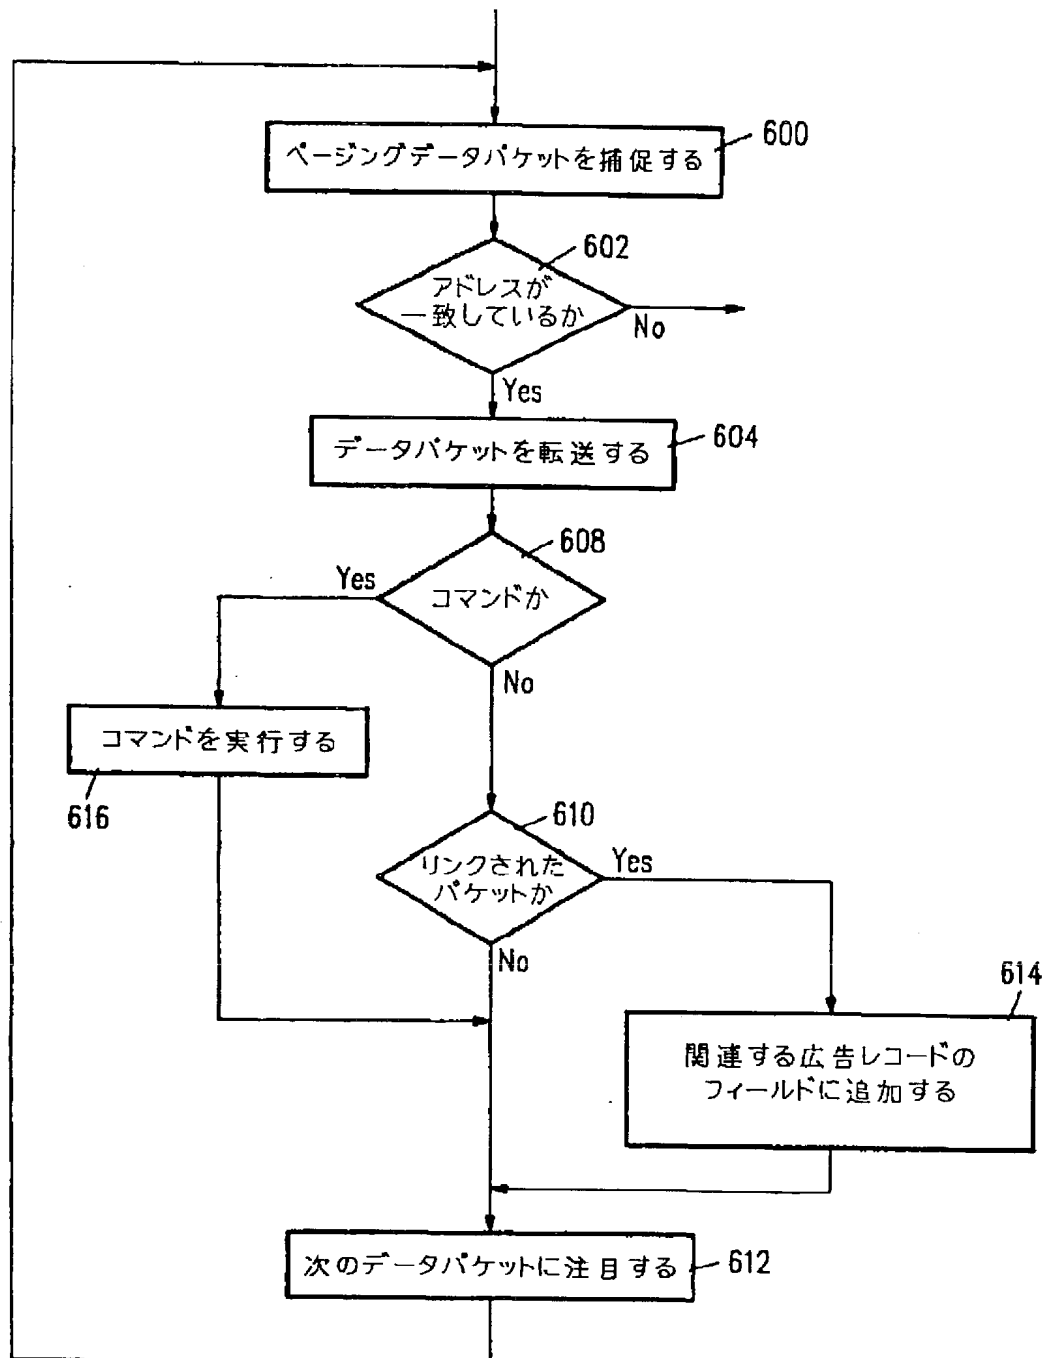 ページングデータパケットを捕促する
600
602
アドレスが
一致しているか
No
Yes
データパケットを転送する
604
608
Yes
コマンドか
No
コマンドを実行する
616
610
リンクされた
パケットか
Yes
No
614
関連する広告レコードの
フィールドに追加する
次のデータパケットに注目する
612